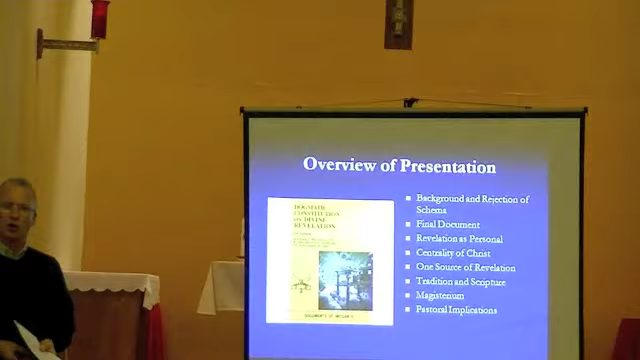 Overview of Presentation
DOGMATIC
CONSTITUTION
ON DIVINE
REVELATION
Background and Rejection of
Schema
Final Document
Revelation as Personal
Centrality of Christ
One Source of Revelation
Tradition and Scripture
Magisterium
Pastoral Implications